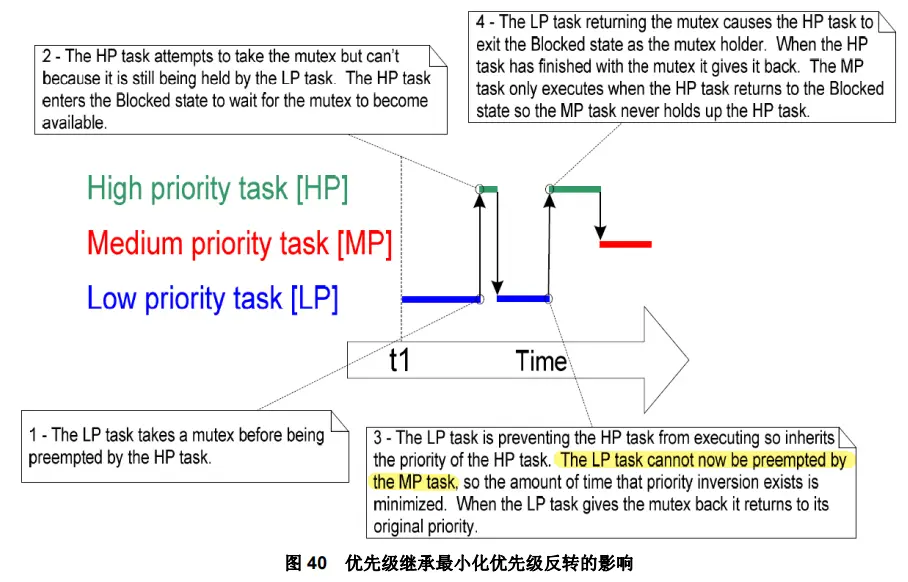 2 - The HP task attempts to take the mutex but can't
because it is still being held by the LP task.  The HP task
enters the Blocked state to wait for the mutex to become
available.
4 - The LP task returning the mutex causes the HP task to
exit the Blocked state as the mutex holder.  When the HP
task has finished with the mutex it gives it back.  The MP
task only executes when the HP task returns to the Blocked
state so the MP task never holds up the HP task.
High priority task [HP]
Medium priority task [MP]
Low priority task [LP]
t1
Time
1 - The LP task takes a mutex before being
preempted by the HP task.
3 - The LP task is preventing the HP task from executing so inherits
the priority of the HP task.  The LP task cannot now be preempted by
the MP task, so the amount of time that priority inversion exists is
minimized.  When the LP task gives the mutex back it returns to its
original priority.
图 40 优先级继承最小化优先级反转的影响